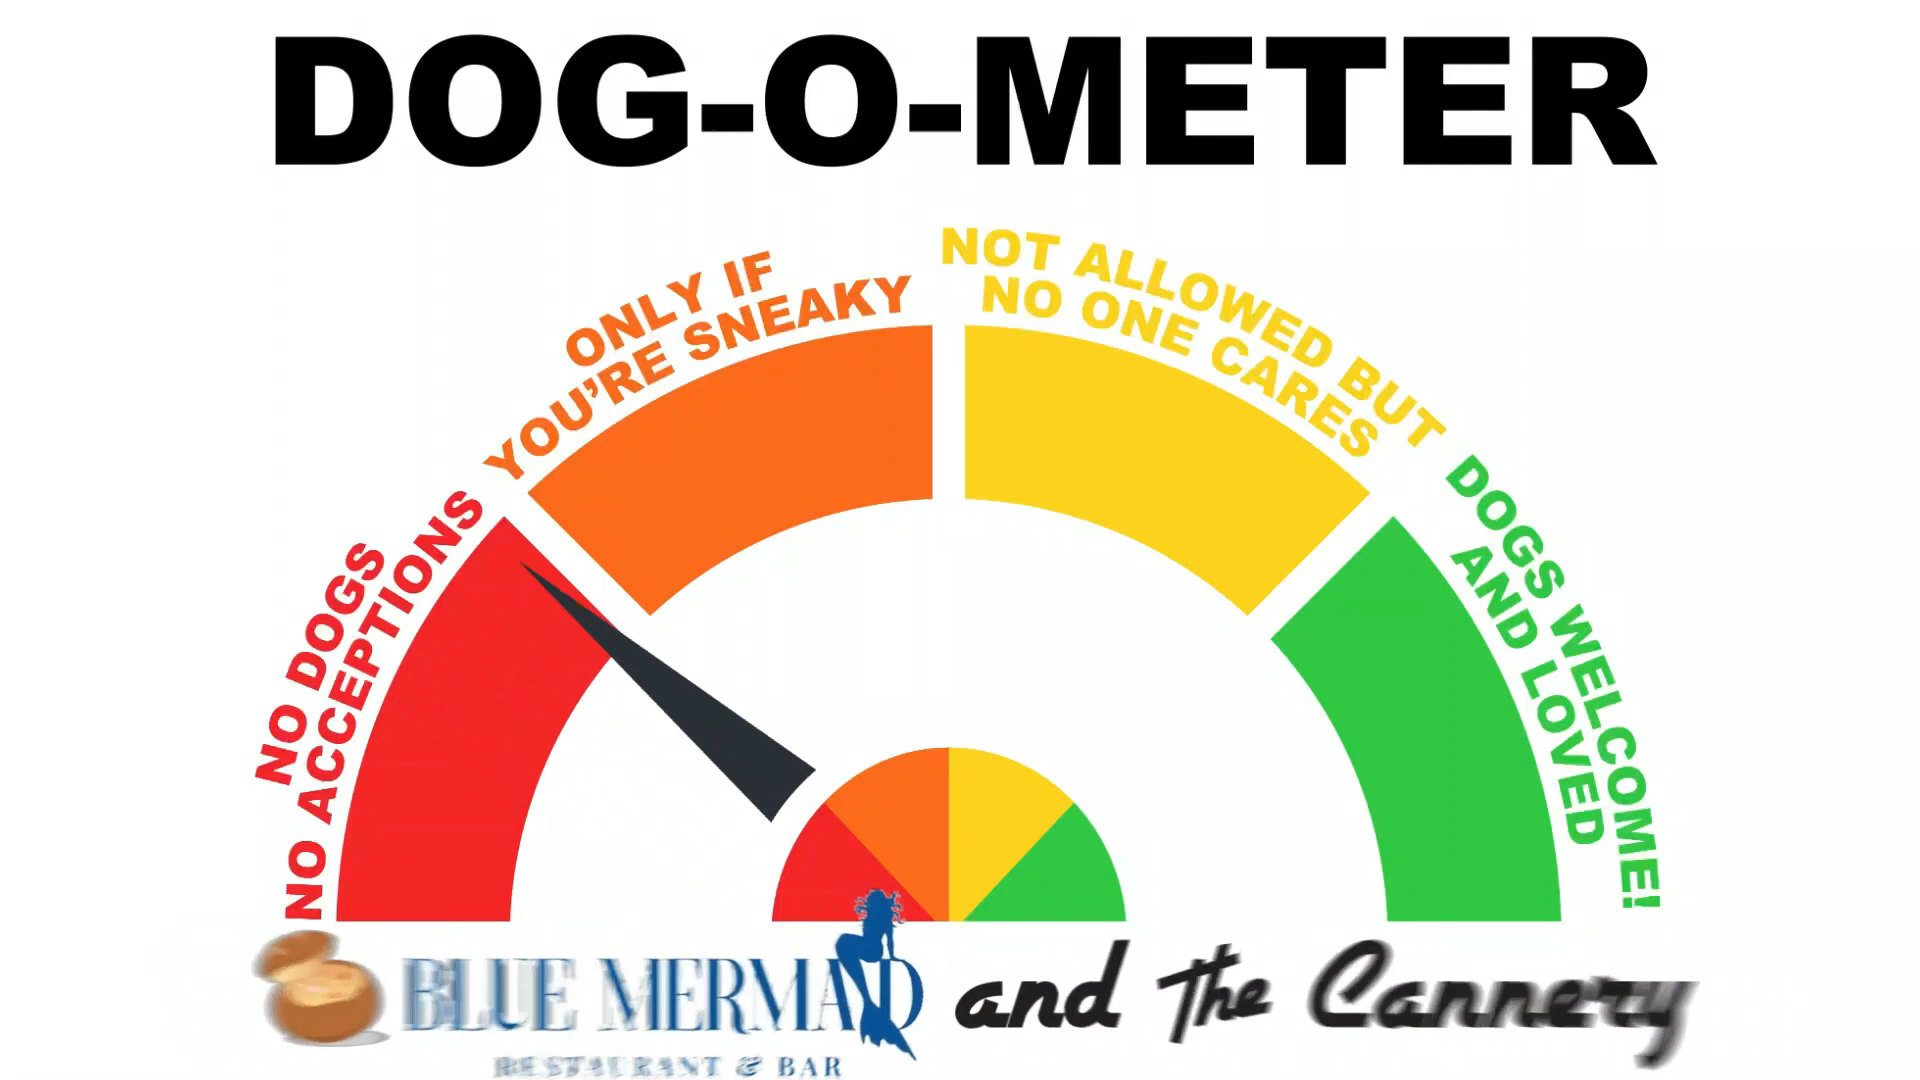 DOG-O-METER
NO DOGS
NO ACCEPTIONS
ONLY IF
YOU'RE SNEAKY
NOT ALLOWED BUT
NO ONE CARES
DOGS WELCOME!
AND LOVED
BLUE MERMAID and The Cannery
RESTAURANT & BAR